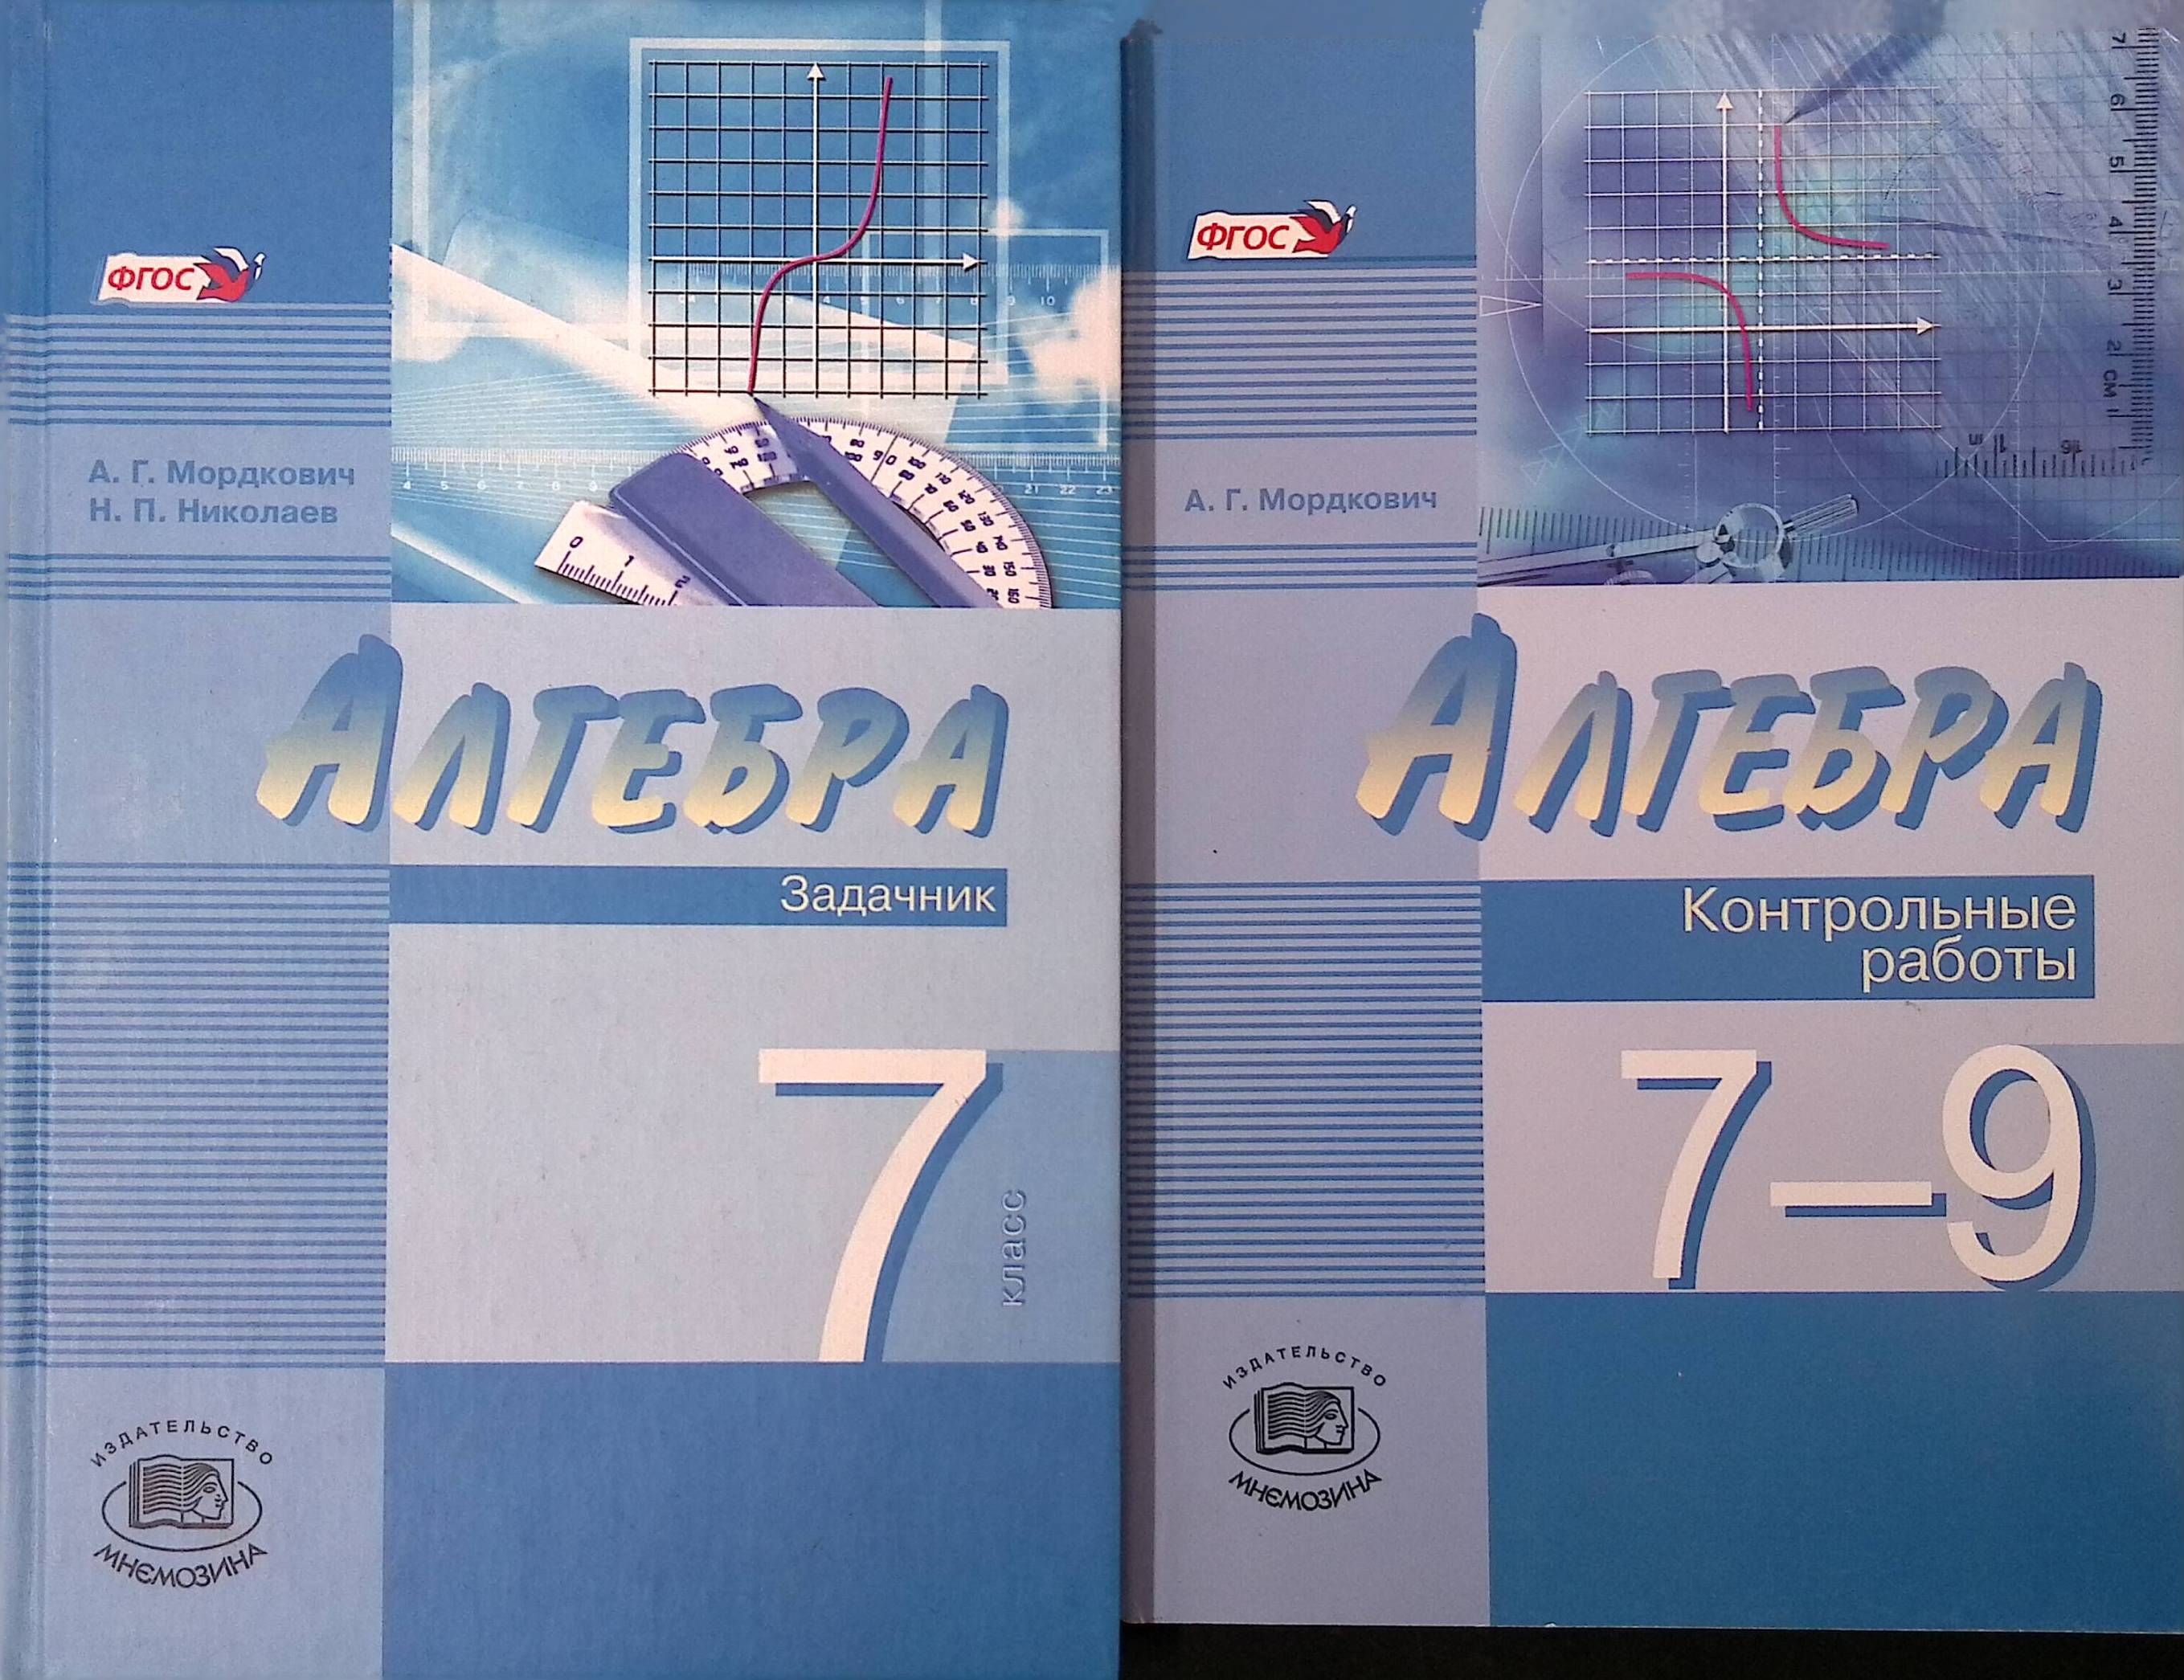 ФГОС
А. Г. Мордкович
Н. П. Николаев
АЛГЕБРА
Задачник
7
класс
ИЗДАТЕЛЬСТВО
МНЕМОЗИНА
ФГОС
А. Г. Мордкович
АЛГЕБРА
Контрольные
работы
7–9
ИЗДАТЕЛЬСТВО
МНЕМОЗИНА